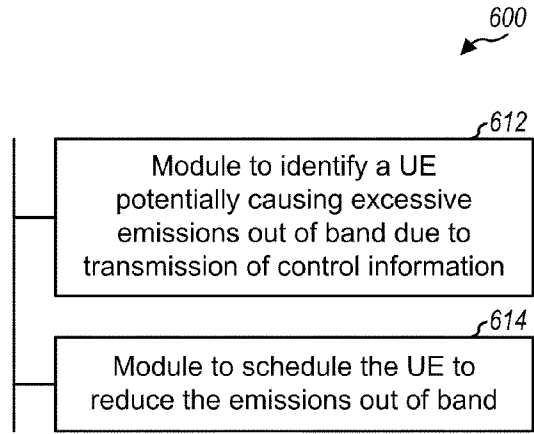 600
612
Module to identify a UE
potentially causing excessive
emissions out of band due to
transmission of control information
614
Module to schedule the UE to
reduce the emissions out of band